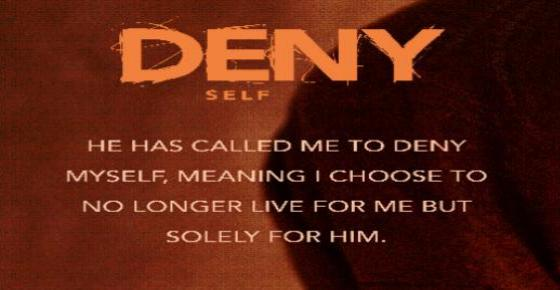 DENY
SELF
HE HAS CALLED ME TO DENY
MYSELF, MEANING I CHOOSE TO
NO LONGER LIVE FOR ME BUT
SOLELY FOR HIM.